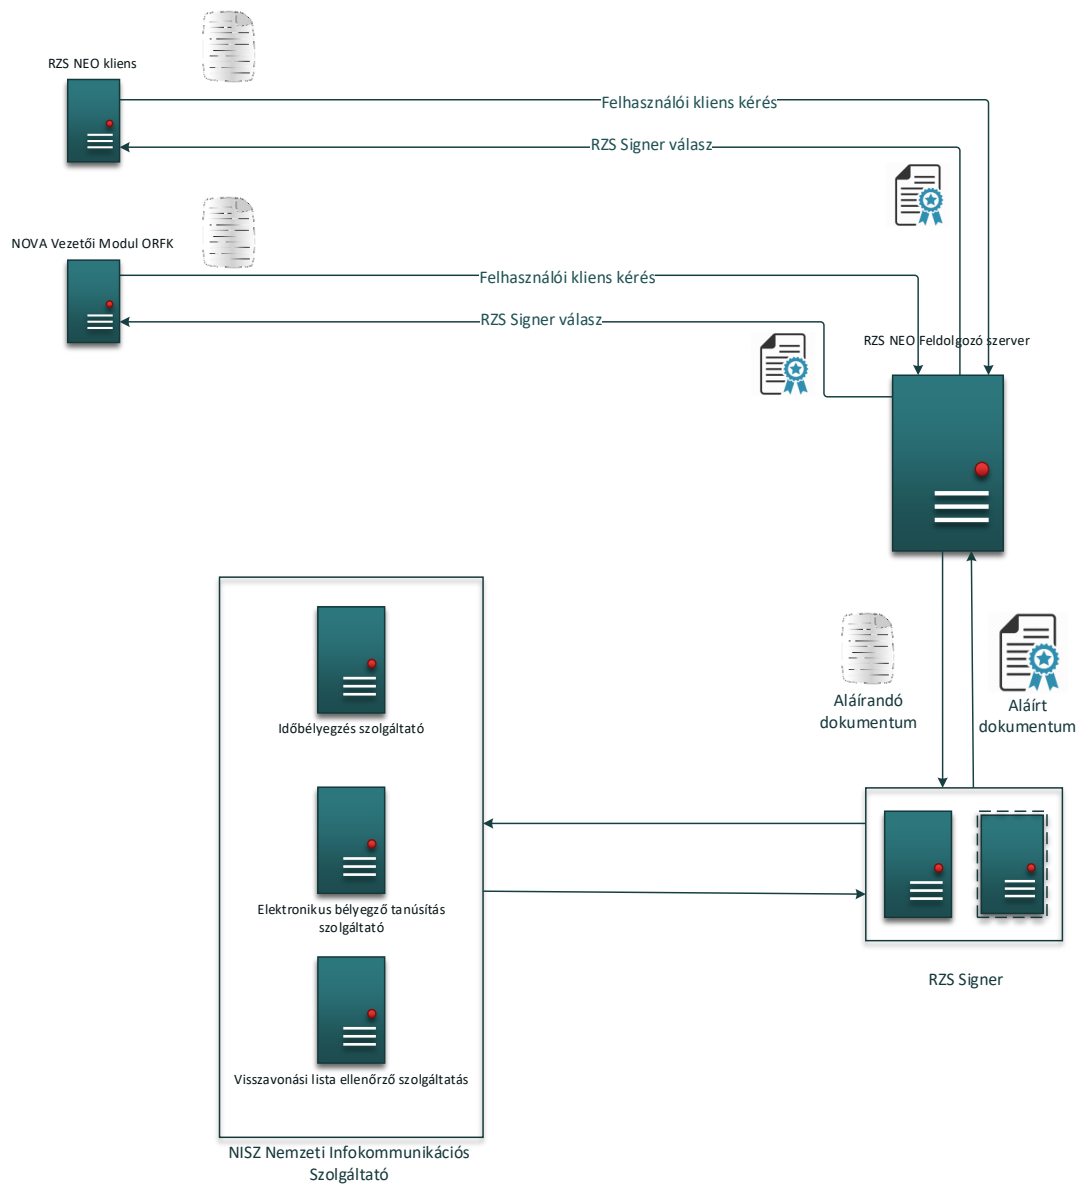 RZS NEO kliens
Felhasználói kliens kérés
RZS Signer válasz
NOVA Vezetői Modul ORFK
Felhasználói kliens kérés
RZS Signer válasz
RZS NEO Feldolgozó szerver
Aláírandó
dokumentum
Aláírt
dokumentum
Időbélyegzés szolgáltató
Elektronikus bélyegző tanúsítás
szolgáltató
RZS Signer
Visszavonási lista ellenőrző szolgáltatás
NISZ Nemzeti Infokommunikációs
Szolgáltató